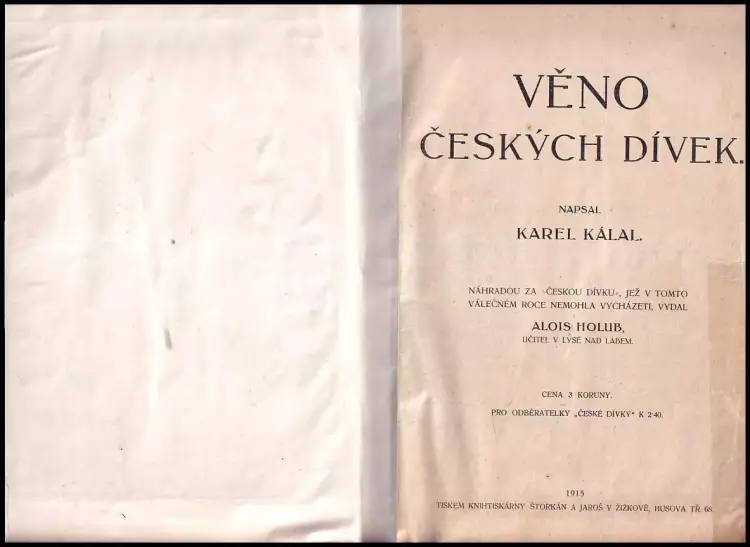 VĚNO
ČESKÝCH DÍVEK.
NAPSAL
KAREL KÁLAL.
NÁHRADOU ZA »ČESKOU DÍVKU«, JEŽ V TOMTO
VÁLEČNÉM ROCE NEMOHLA VYCHÁZETI, VYDAL
ALOIS HOLUB,
UČITEL V LYSÉ NAD LABEM.
CENA 3 KORUNY.
PRO ODBĚRATELKY „ČESKÉ DÍVKY“ K 2·40.
1915
TISKEM KNIHTISKÁRNY ŠTORKÁN A JAROŠ V ŽIŽKOVĚ, HUSOVA TŘ. 68.